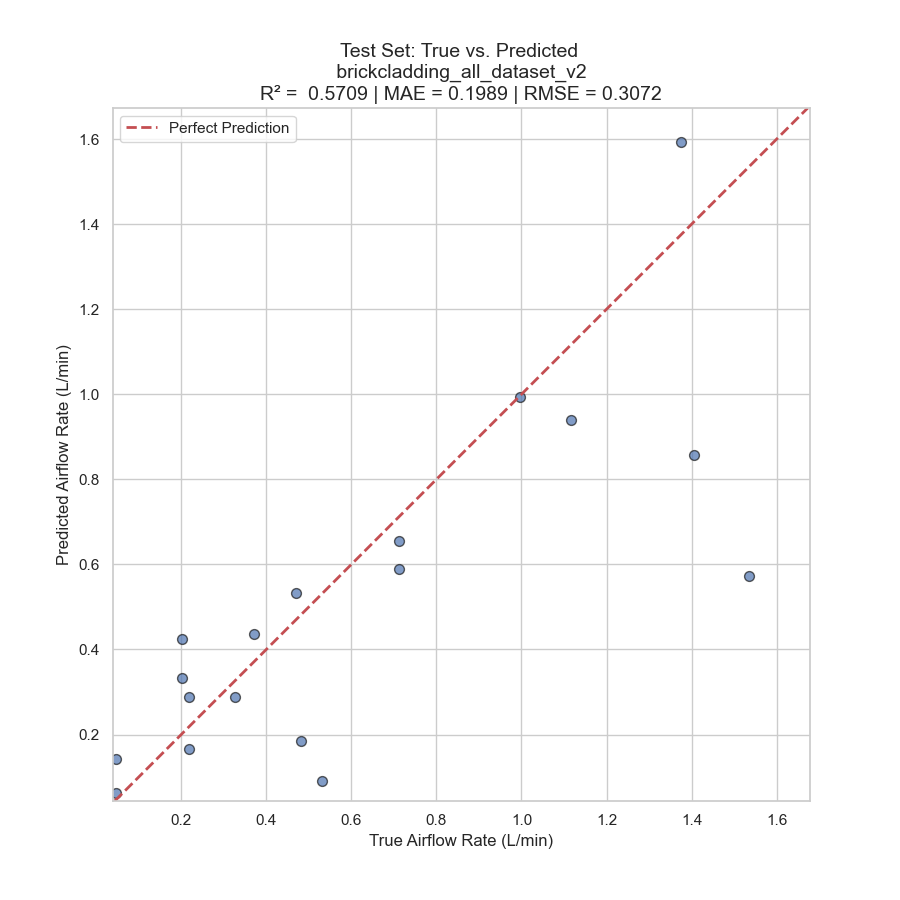 Test Set: True vs. Predicted
brickcladding_all_dataset_v2
R² =  0.5709 | MAE = 0.1989 | RMSE = 0.3072
Perfect Prediction
1.6
1.4
1.2
1.0
0.8
0.6
0.4
0.2
Predicted Airflow Rate (L/min)
0.2 0.4 0.6 0.8 1.0 1.2 1.4 1.6
True Airflow Rate (L/min)